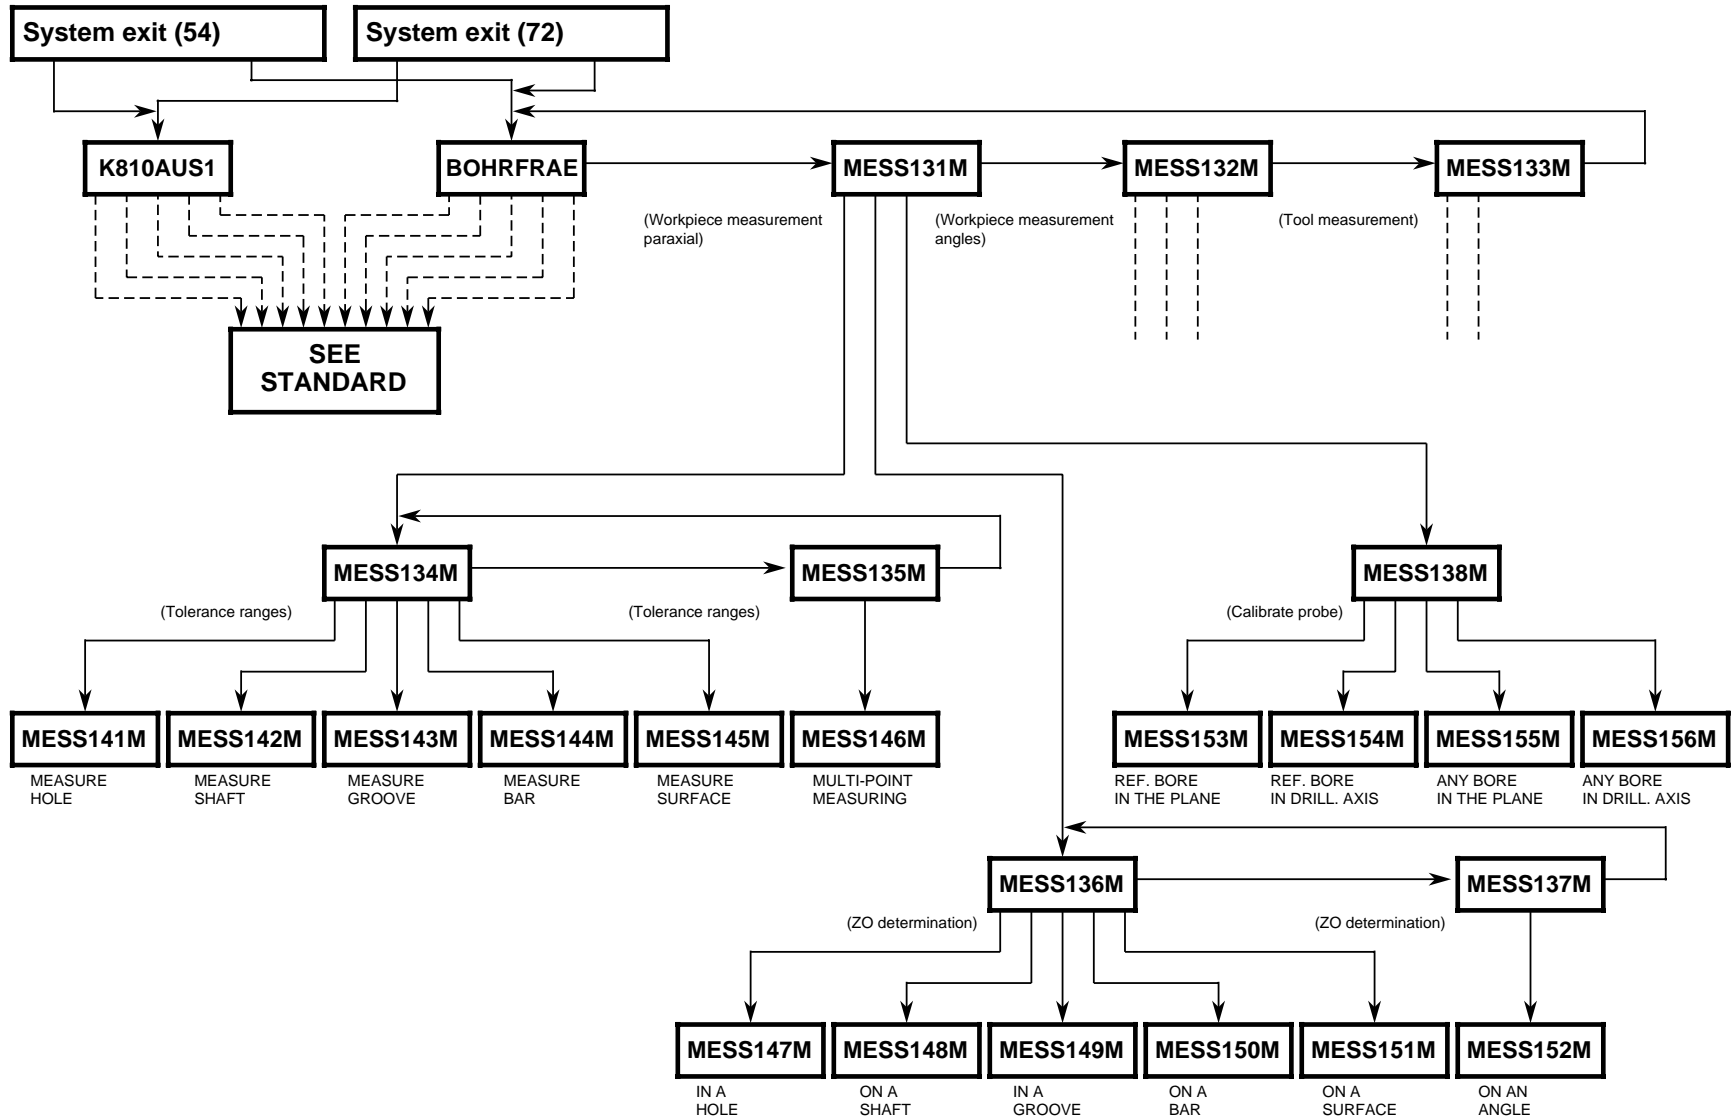 System exit (54)
System exit (72)
K810AUS1
BOHRFRAE
MESS131M
MESS132M
MESS133M
(Workpiece measurement
paraxial)
(Workpiece measurement
angles)
(Tool measurement)
SEE
STANDARD
MESS134M
MESS135M
MESS138M
(Tolerance ranges)
(Tolerance ranges)
(Calibrate probe)
MESS141M
MESS142M
MESS143M
MESS144M
MESS145M
MESS146M
MESS153M
MESS154M
MESS155M
MESS156M
MEASURE
HOLE
MEASURE
SHAFT
MEASURE
GROOVE
MEASURE
BAR
MEASURE
SURFACE
MULTI-POINT
MEASURING
REF. BORE
IN THE PLANE
REF. BORE
IN DRILL. AXIS
ANY BORE
IN THE PLANE
ANY BORE
IN DRILL. AXIS
MESS136M
MESS137M
(ZO determination)
(ZO determination)
MESS147M
MESS148M
MESS149M
MESS150M
MESS151M
MESS152M
IN A
HOLE
ON A
SHAFT
IN A
GROOVE
ON A
BAR
ON A
SURFACE
ON AN
ANGLE